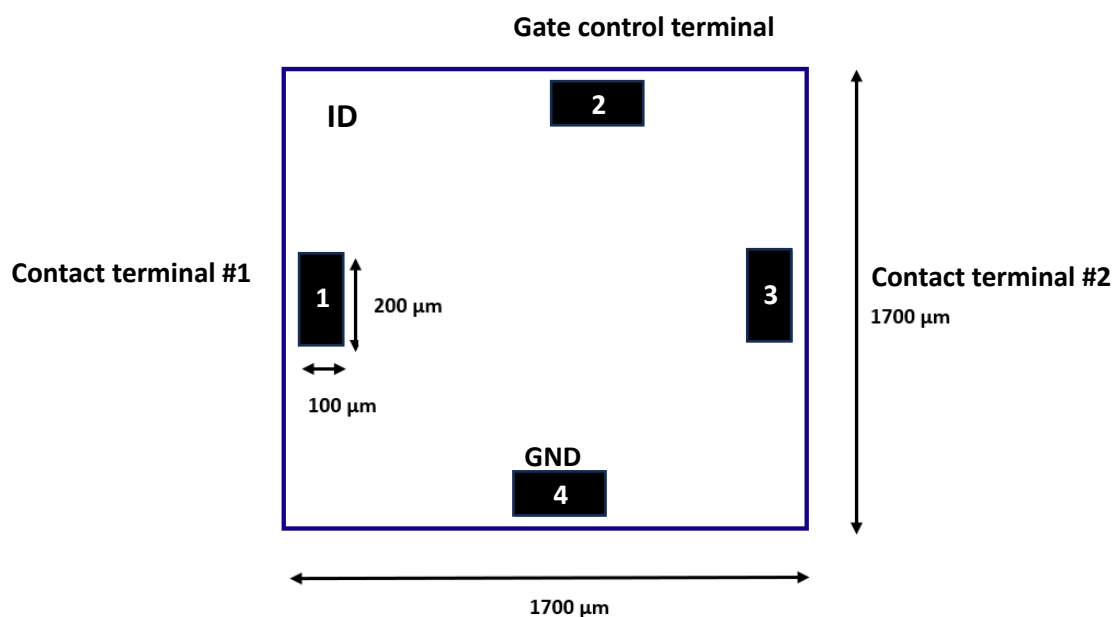 Gate control terminal
ID
2
Contact terminal #1
1
200 μm
100 μm
3
Contact terminal #2
1700 μm
GND
4
1700 μm